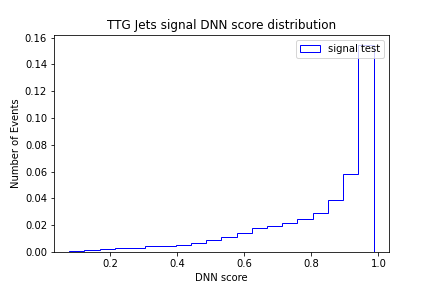 TTG Jets signal DNN score distribution
signal test
Number of Events
0.16
0.14
0.12
0.10
0.08
0.06
0.04
0.02
0.00
0.2 0.4 0.6 0.8 1.0
DNN score